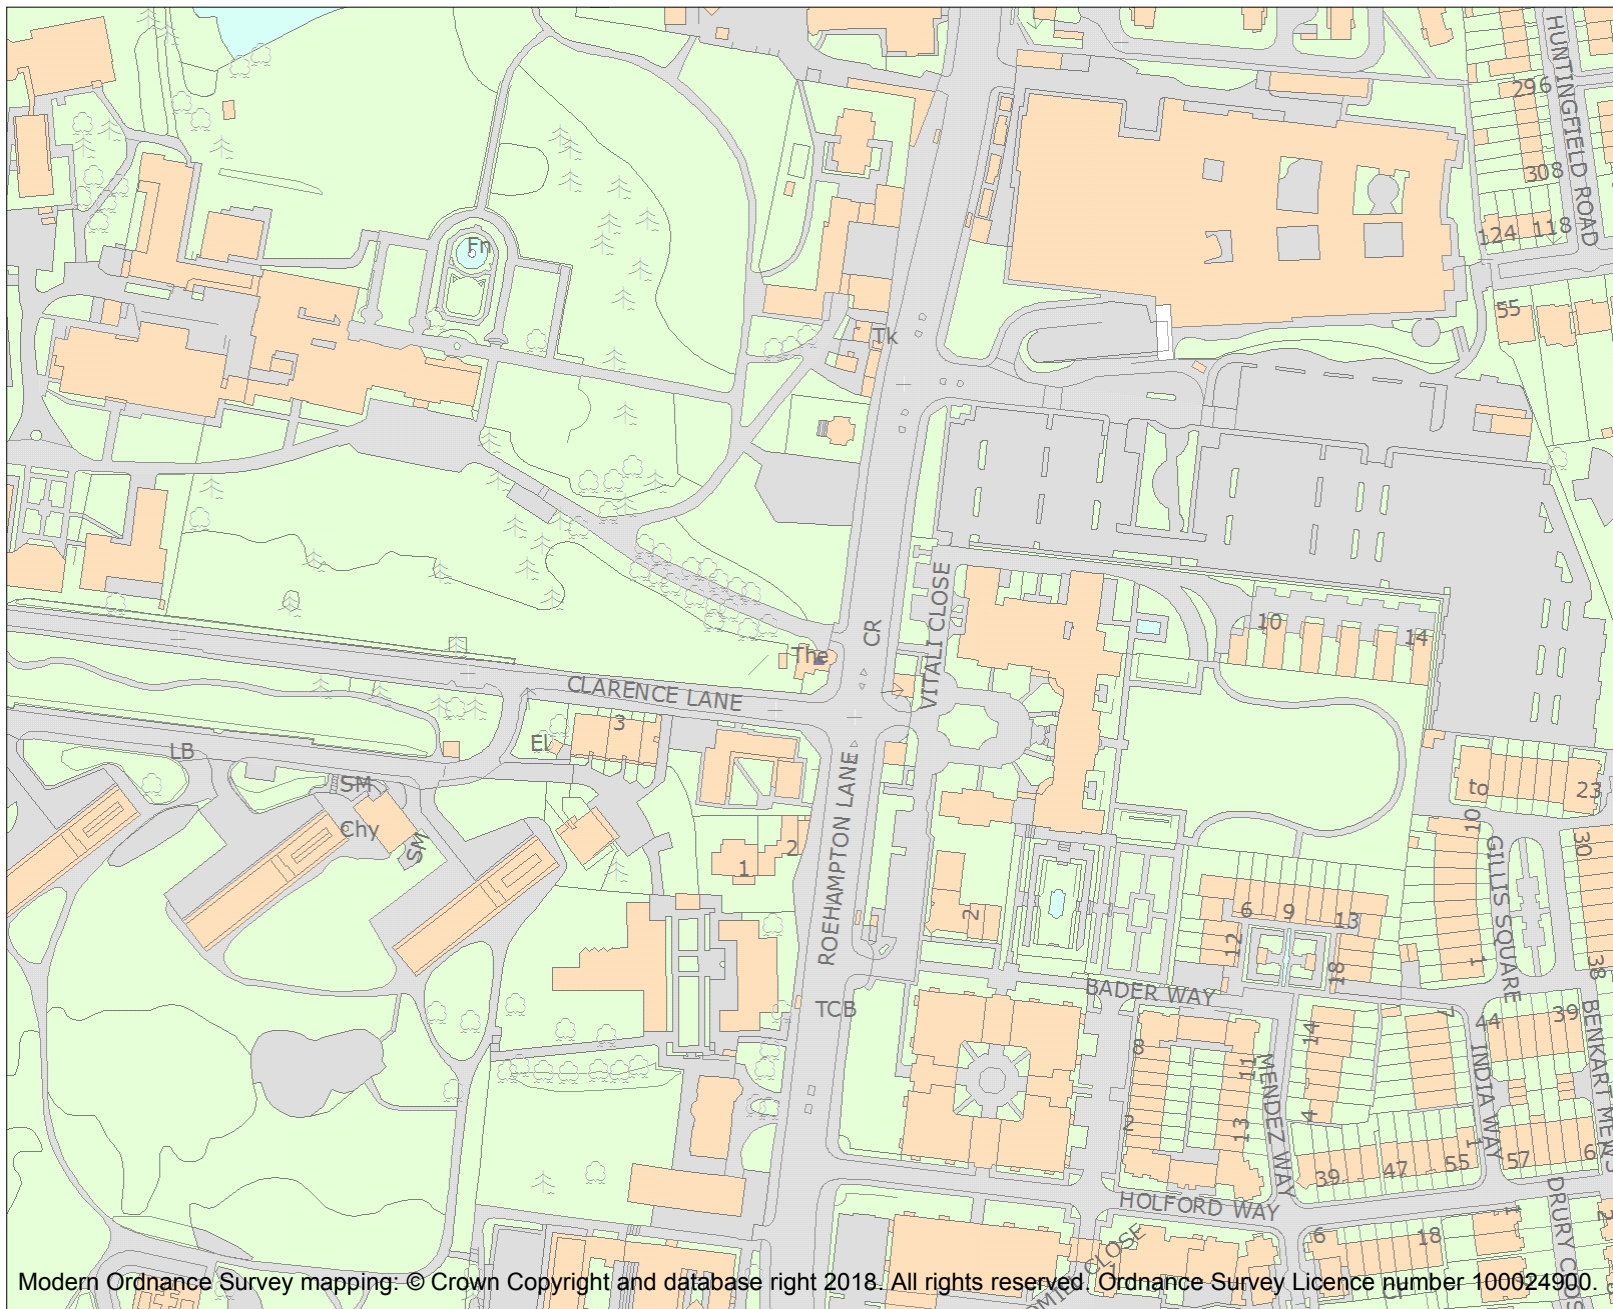 HUNTINGFIELD ROAD
296
308
124
118
Fn
55
Tk
10
14
CR
VITALI CLOSE
The
CLARENCE LANE
3
El
LB
SM
Chy
SM
ROEHAMPTON LANE
1
2
2
to
23
10
30
GILLIS SQUARE
6
9
13
12
18
1
38
BADER WAY
TCB
7
44
39
14
8
11
MENDEZ WAY
INDIA WAY
BENKART MEWS
4
2
13
1
39
47
55
57
6
HOLFORD WAY
6
18
CLOSE
Modern Ordnance Survey mapping: © Crown Copyright and database right 2018. All rights reserved. Ordnance Survey Licence number 100024900.